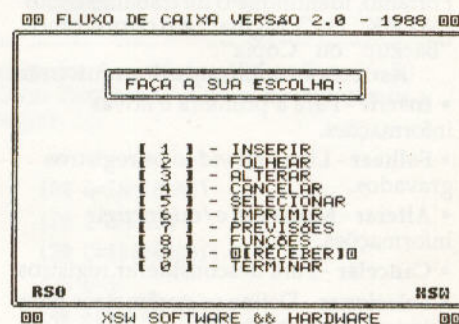 FLUXO DE CAIXA VERSÃO 2.0 - 1988
FAÇA A SUA ESCOLHA:
[ 1 ] - INSERIR
[ 2 ] - FOLHEAR
[ 3 ] - ALTERAR
[ 4 ] - CANCELAR
[ 5 ] - SELECIONAR
[ 6 ] - IMPRIMIR
[ 7 ] - PREVISÕES
[ 8 ] - FUNÇÕES
[ 9 ] - [RECEBER]
TERMINAR
RSO XSW
XSW SOFTWARE && HARDWARE